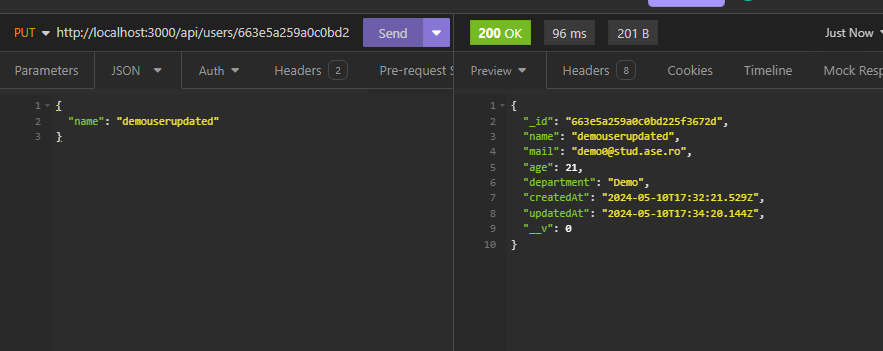 PUT http://localhost:3000/api/users/663e5a259a0c0bd2 Send 200 OK 96 ms 201 B Just Now
Parameters JSON Auth Headers 2 Pre-request S Preview Headers 8 Cookies Timeline Mock Resp
1 {
2 "name": "demouserupdated"
3 }
1 {
2 "_id": "663e5a259a0c0bd225f3672d",
3 "name": "demouserupdated",
4 "mail": "demo0@stud.ase.ro",
5 "age": 21,
6 "department": "Demo",
7 "createdAt": "2024-05-10T17:32:21.529Z",
8 "updatedAt": "2024-05-10T17:34:20.144Z",
9 "__v": 0
10 }